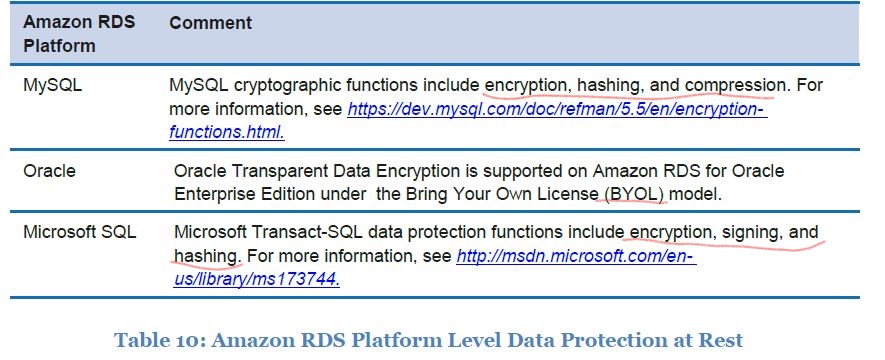 Amazon RDS Comment
Platform
MySQL MySQL cryptographic functions include encryption, hashing, and compression. For
more information, see https://dev.mysql.com/doc/refman/5.5/en/encryption-
functions.html.
Oracle Oracle Transparent Data Encryption is supported on Amazon RDS for Oracle
Enterprise Edition under the Bring Your Own License (BYOL) model.
Microsoft SQL Microsoft Transact-SQL data protection functions include encryption, signing, and
hashing. For more information, see http://msdn.microsoft.com/en-
us/library/ms173744.
Table 10: Amazon RDS Platform Level Data Protection at Rest